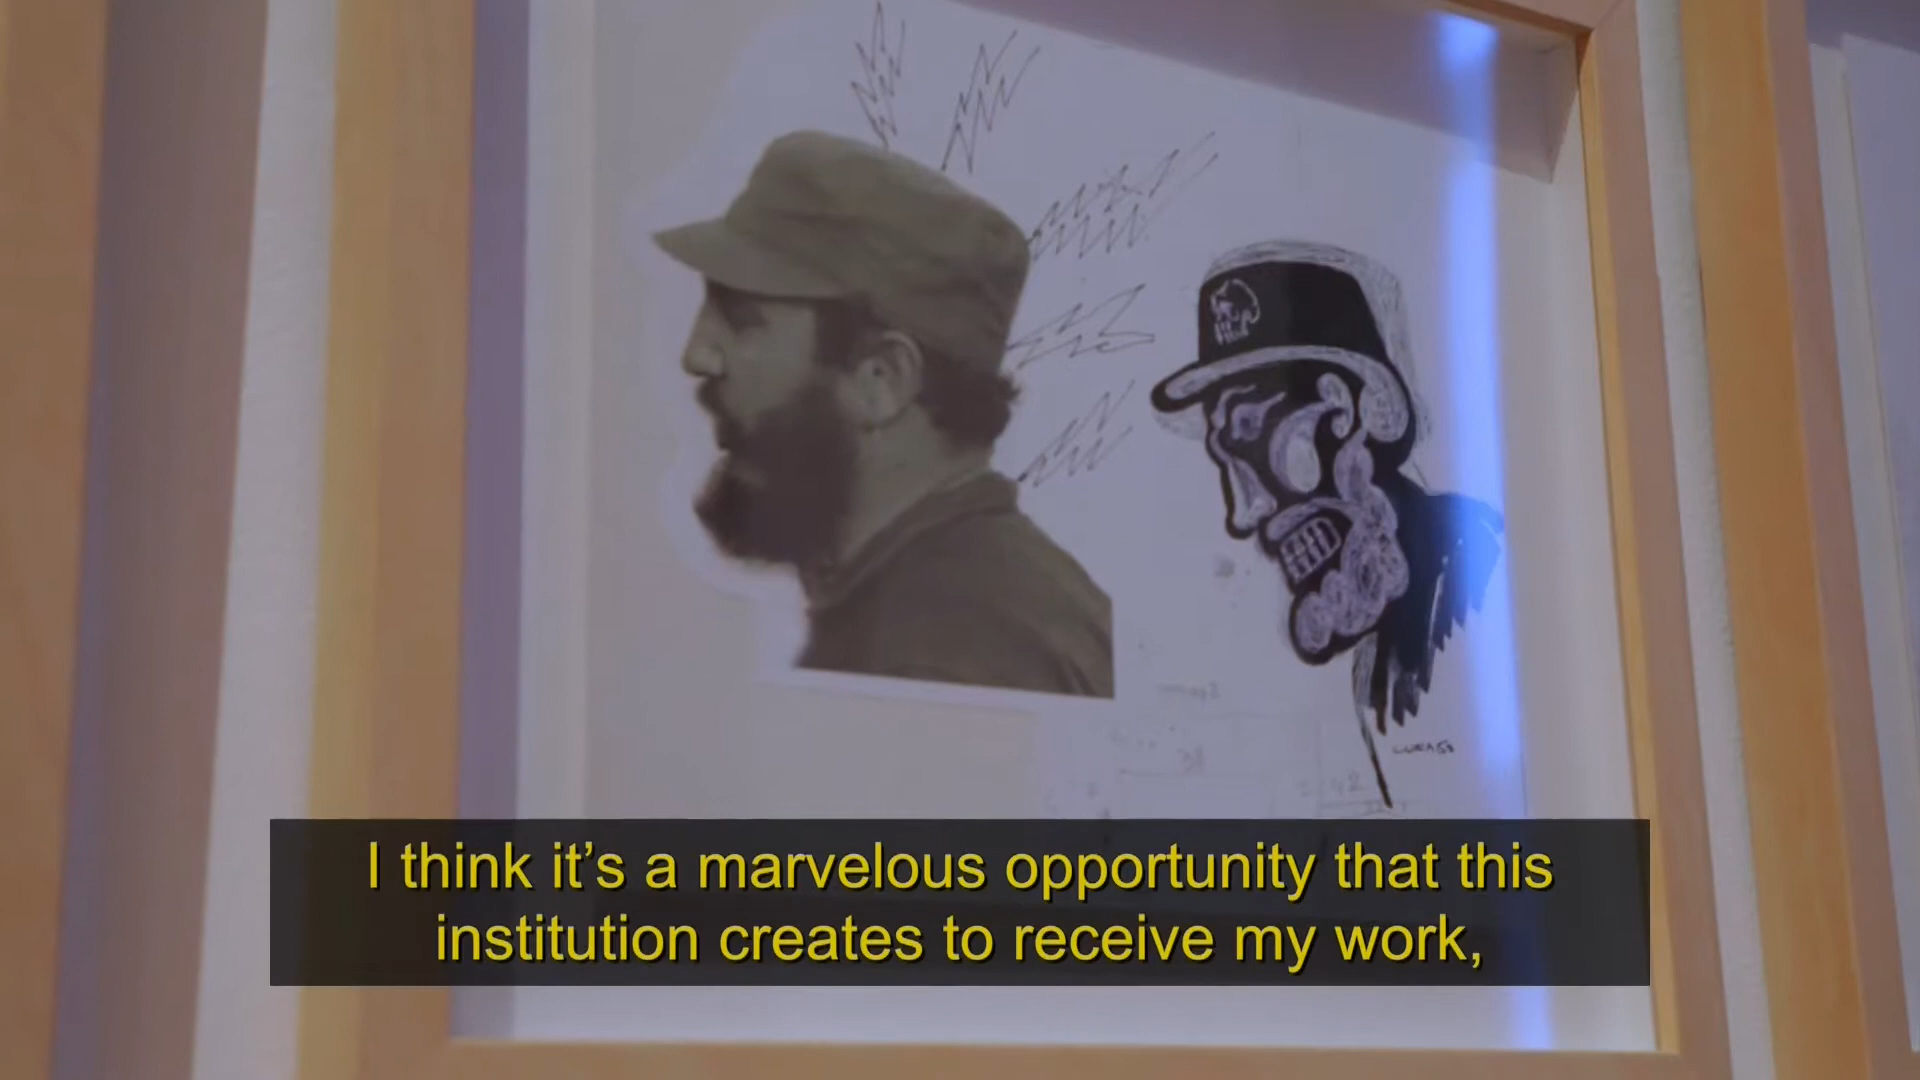 I think it’s a marvelous opportunity that this
institution creates to receive my work,